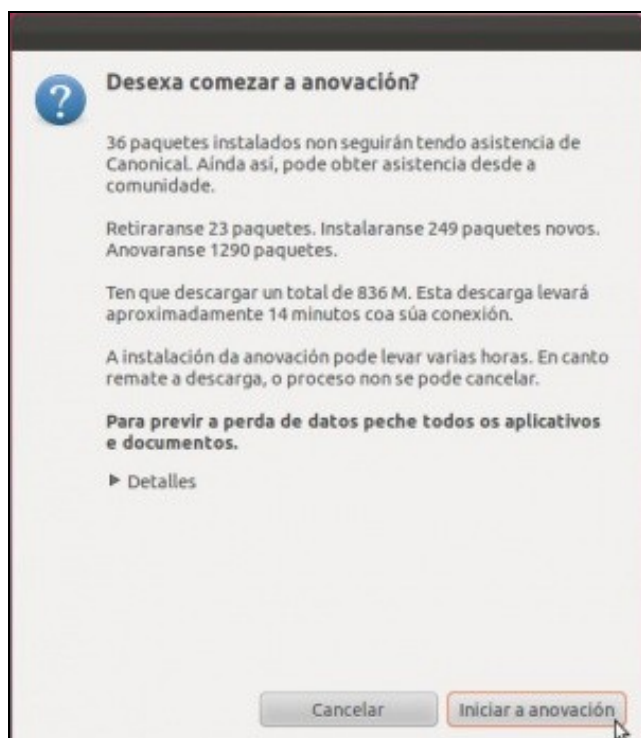 Desexa comezar a anovación?
36 paquetes instalados non seguirán tendo asistencia de
Canonical. Aínda así, pode obter asistencia desde a
comunidade.
Retiraranse 23 paquetes. Instalaranse 249 paquetes novos.
Anovaranse 1290 paquetes.
Ten que descargar un total de 836 M. Esta descarga levará
aproximadamente 14 minutos coa súa conexión.
A instalación da anovación pode levar varias horas. En canto
remate a descarga, o proceso non se pode cancelar.
Para previr a perda de datos peche todos os aplicativos
e documentos.
Detalles
Cancelar
Iniciar a anovación